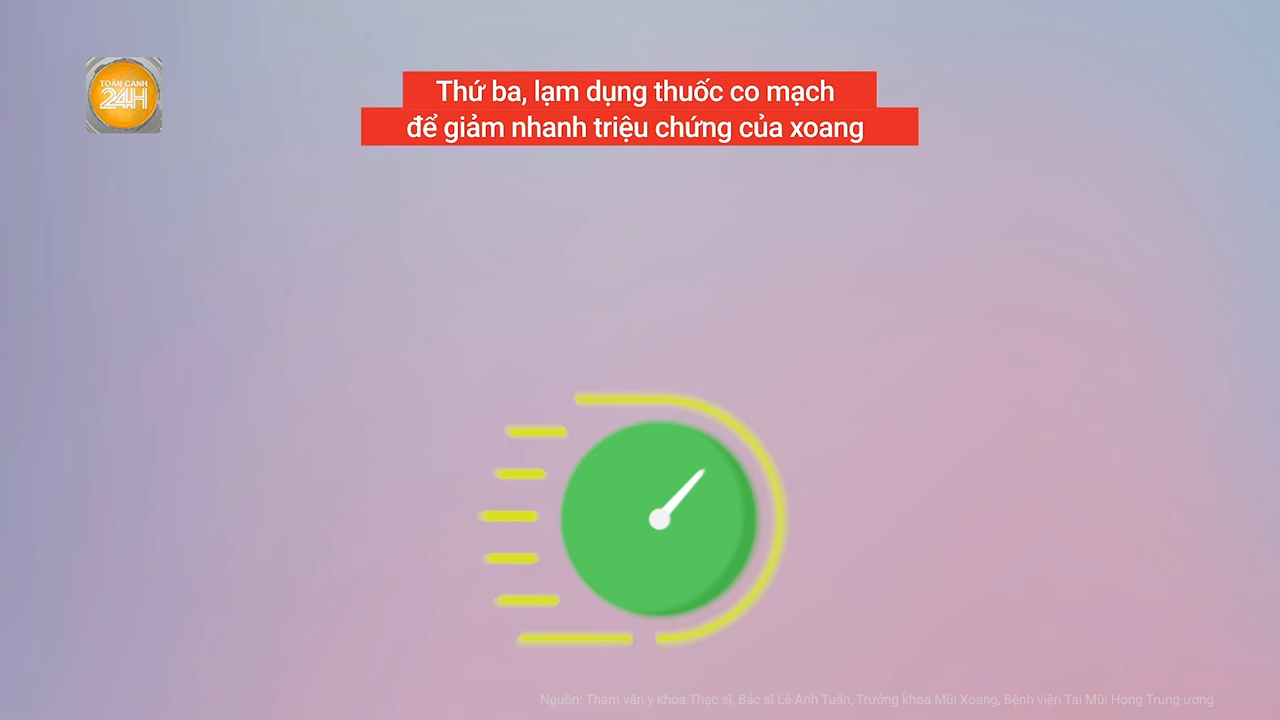 TOÀN CẢNH
24H
Thứ ba, lạm dụng thuốc co mạch
để giảm nhanh triệu chứng của xoang
Nguồn: Tham vấn y khoa Thạc sĩ, Bác sĩ Lê Anh Tuấn, Trưởng khoa Mũi Xoang, Bệnh viện Tai Mũi Họng Trung ương